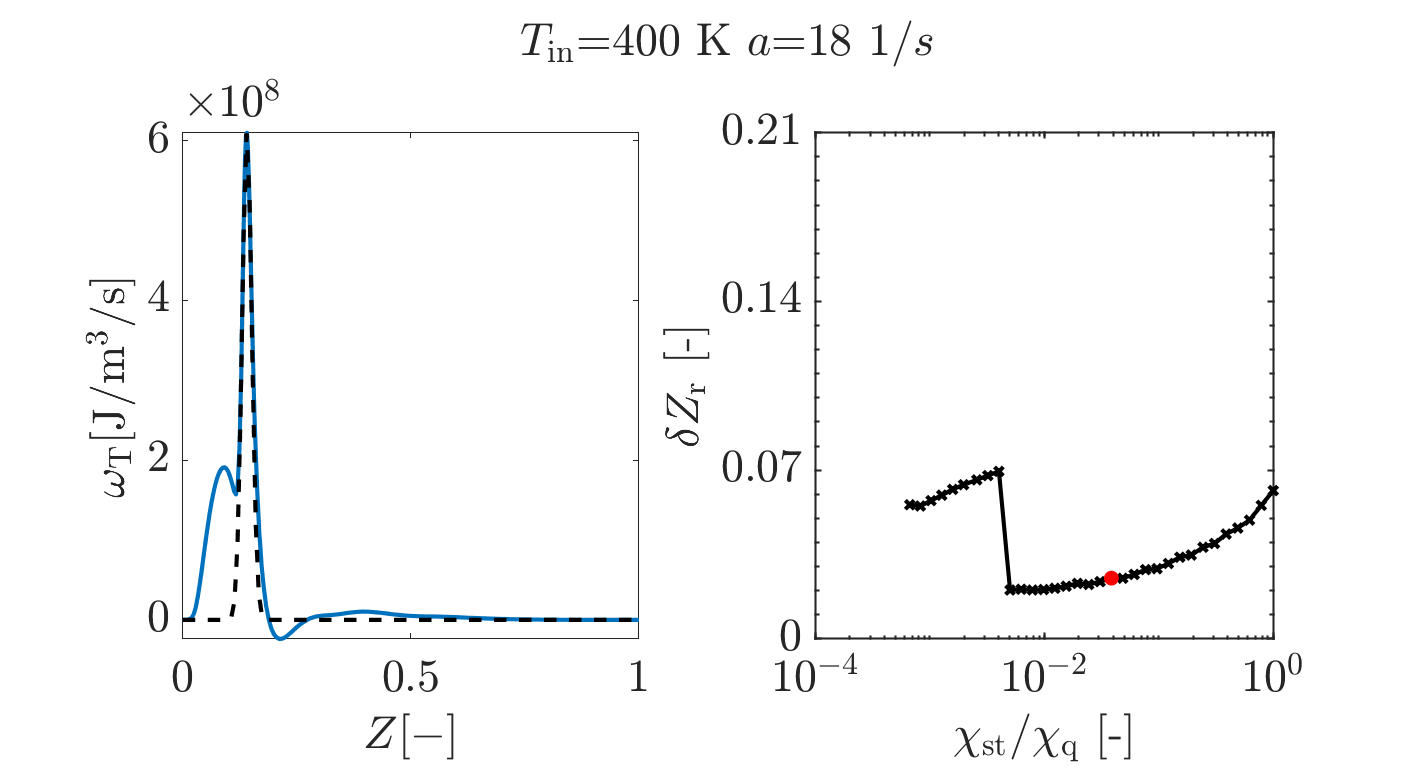 T_in=400 K a=18 1/s
×10^8
6
4
2
0
ω_T[J/m^3/s]
0 0.5 1
Z[−]
0.21
0.14
0.07
0
δZ_r [-]
10^−4 10^−2 10^0
χ_st/χ_q [-]